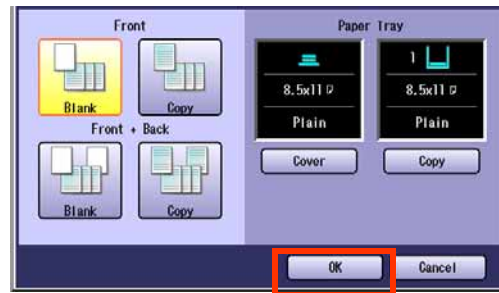 Front
Blank
Copy
Front + Back
Blank
Copy
Paper Tray
8.5x11
Plain
1
8.5x11
Plain
Cover
Copy
OK
Cancel